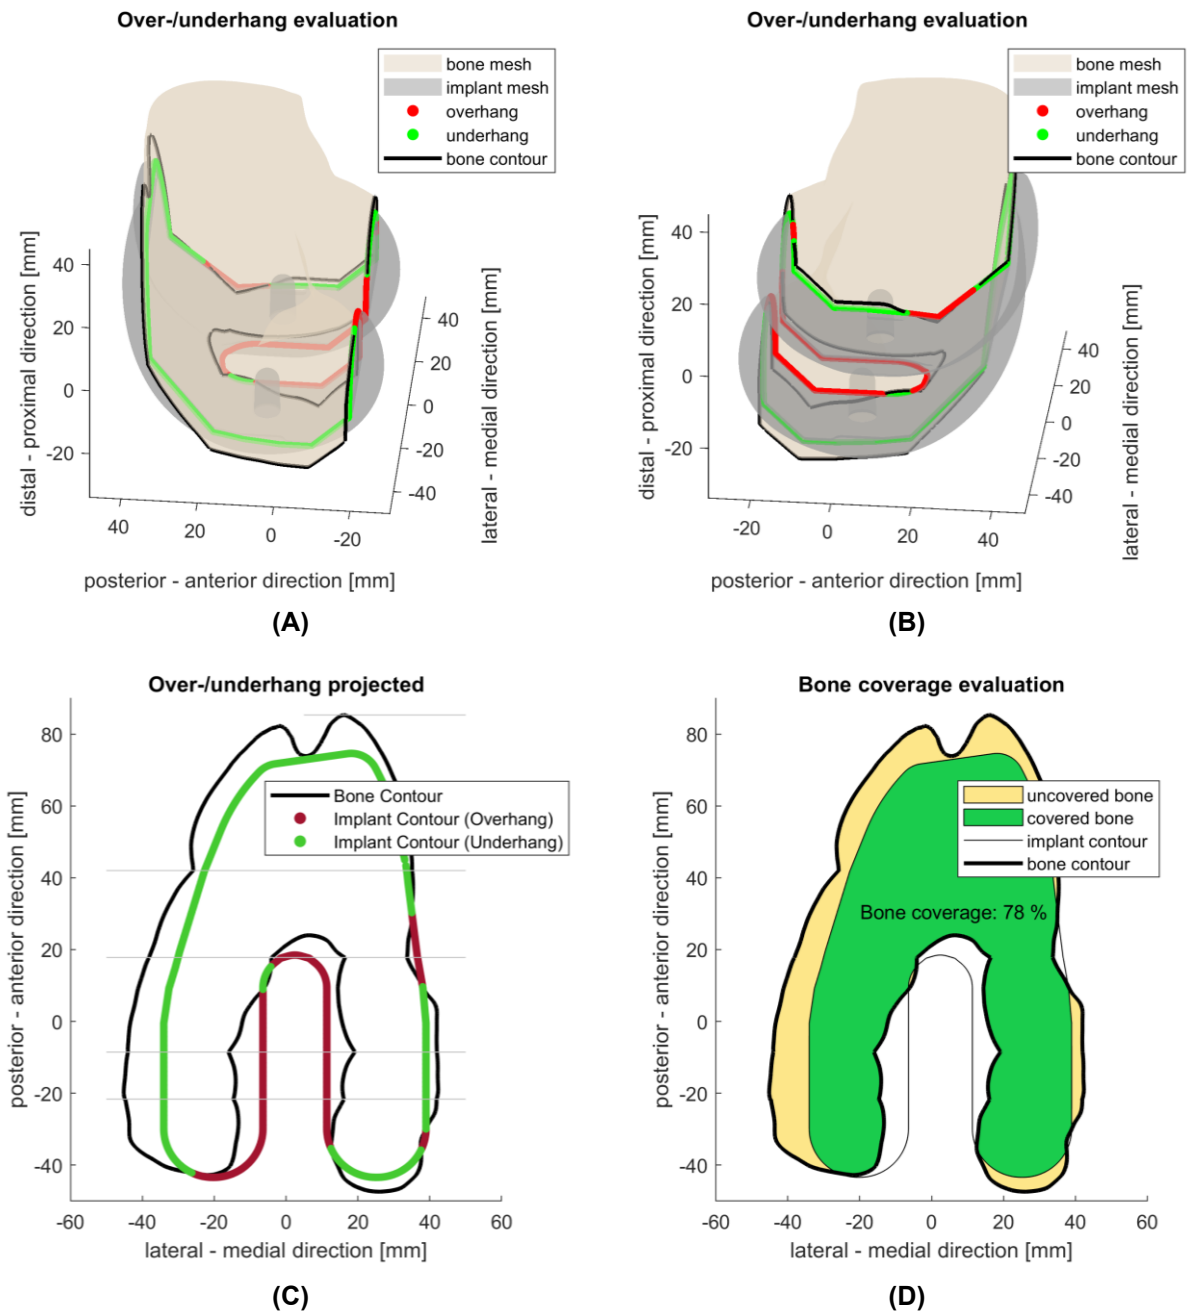 Over-/underhang evaluation
bone mesh
implant mesh
overhang
underhang
bone contour
distal - proximal direction [mm]
40
20
0
-20
40
20
0
-20
posterior - anterior direction [mm]
40
20
0
-20
-40
lateral - medial direction [mm]
(A)
Over-/underhang evaluation
bone mesh
implant mesh
overhang
underhang
bone contour
distal - proximal direction [mm]
40
20
0
-20
-20
0
20
40
posterior - anterior direction [mm]
40
20
0
-20
-40
lateral - medial direction [mm]
(B)
Over-/underhang projected
Bone Contour
Implant Contour (Overhang)
Implant Contour (Underhang)
posterior - anterior direction [mm]
80
60
40
20
0
-20
-40
-60
-40
-20
0
20
40
60
lateral - medial direction [mm]
(C)
Bone coverage evaluation
uncovered bone
covered bone
implant contour
bone contour
Bone coverage: 78 %
posterior - anterior direction [mm]
80
60
40
20
0
-20
-40
-60
-40
-20
0
20
40
60
lateral - medial direction [mm]
(D)